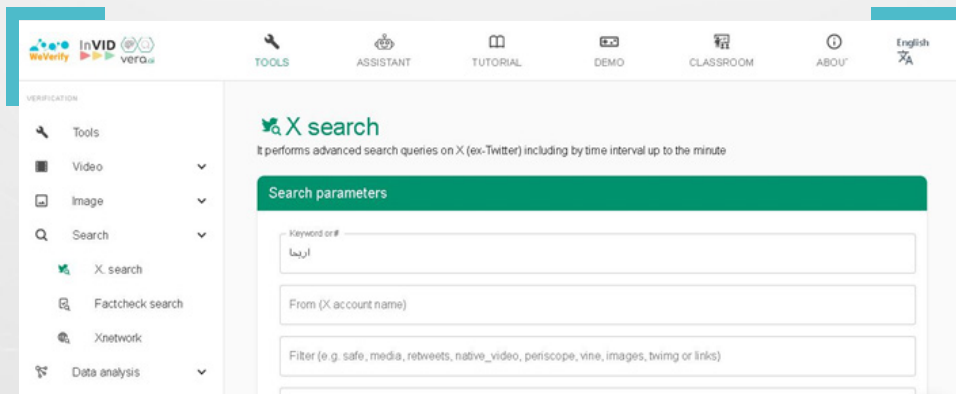 WeVerify InVID vera.ai
TOOLS ASSISTANT TUTORIAL DEMO CLASSROOM ABOUT English
VERIFICATION
Tools
Video
Image
Search
X. search
Factcheck search
Xnetwork
Data analysis
X search
It performs advanced search queries on X (ex-Twitter) including by time interval up to the minute
Search parameters
Keyword or #
اريما
From (X account name)
Filter (e.g. safe, media, retweets, native_video, periscope, vine, images, twimg or links)